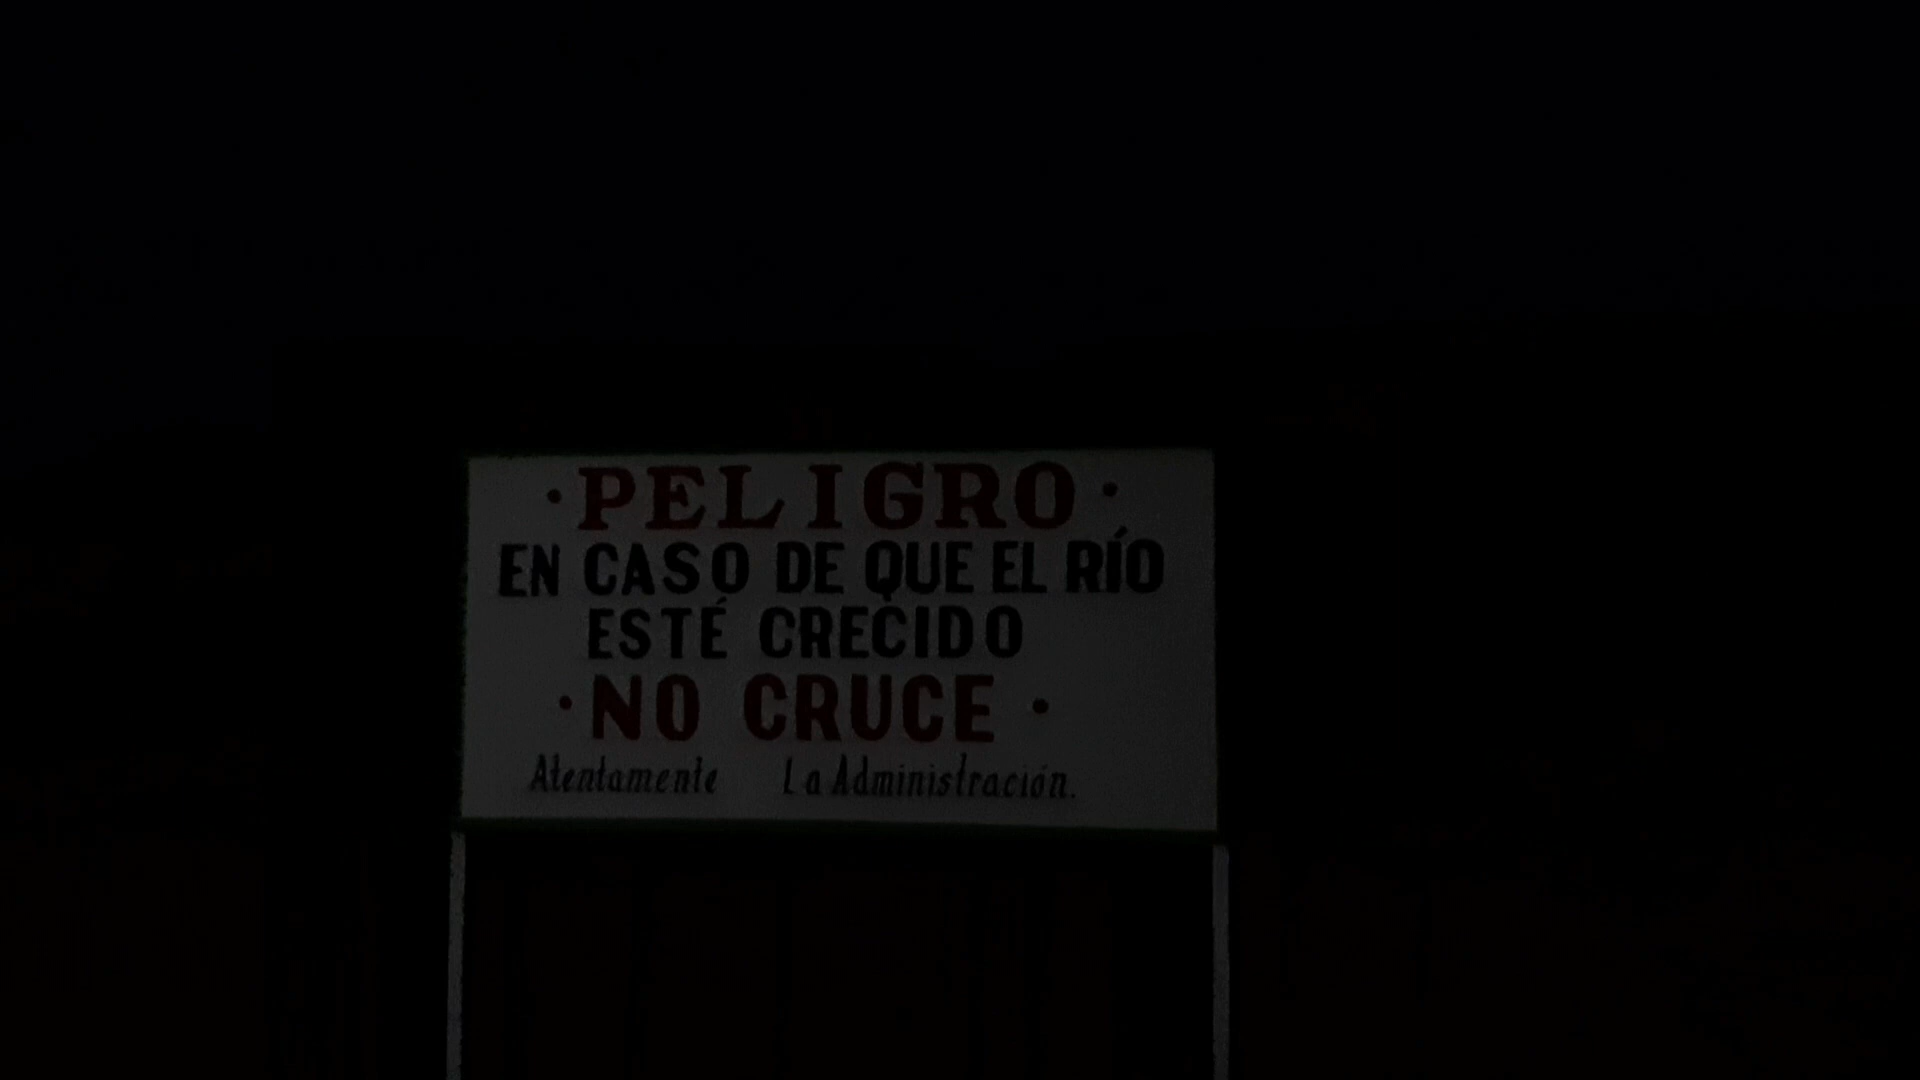 ·PELIGRO·
EN CASO DE QUE EL RÍO
ESTÉ CRECIDO
·NO CRUCE·
Atentamente La Administración.